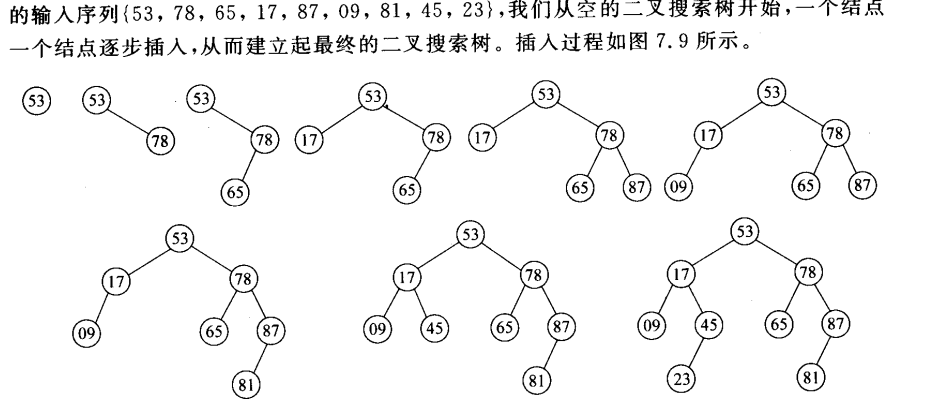 的输入序列{53, 78, 65, 17, 87, 09, 81, 45, 23},我们从空的二叉搜索树开始,一个结点
一个结点逐步插入,从而建立起最终的二叉搜索树。插入过程如图 7.9 所示。
53 53 53 53 53 53
78 78 17 78 17 78 17 78
65 65 65 87 09 65 87
53 53 53
17 78 17 78 17 78
09 65 87 09 45 65 87 09 45 65 87
81 81 23 81